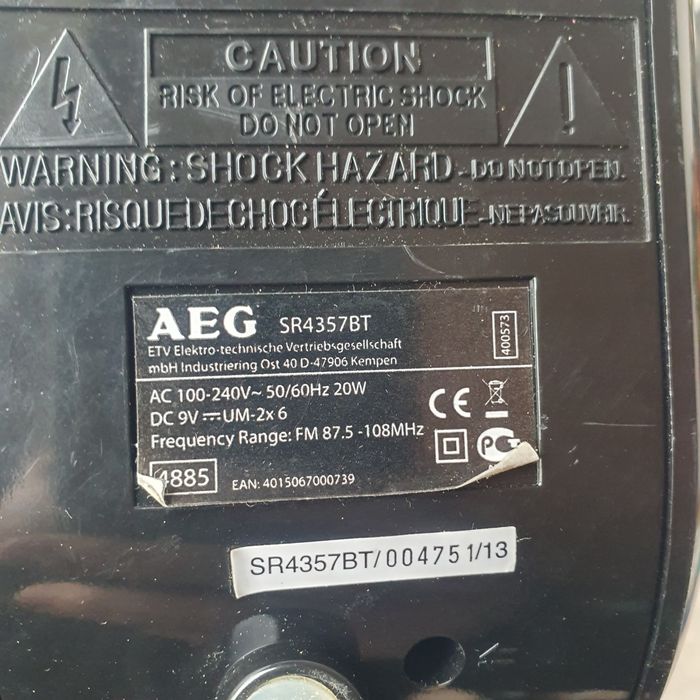 CAUTION
RISK OF ELECTRIC SHOCK
DO NOT OPEN
WARNING : SHOCK HAZARD - DO NOT OPEN.
AVIS : RISQUE DE CHOC ÉLECTRIQUE - NE PAS OUVRIR.
AEG SR4357BT
ETV Elektro-technische Vertriebsgesellschaft
mbH Industriering Ost 40 D-47906 Kempen
400573
AC 100-240V~ 50/60Hz 20W
DC 9V ⎓ UM-2x 6
Frequency Range: FM 87.5 -108MHz
CE
4885
EAN: 4015067000739
SR4357BT/004751/13